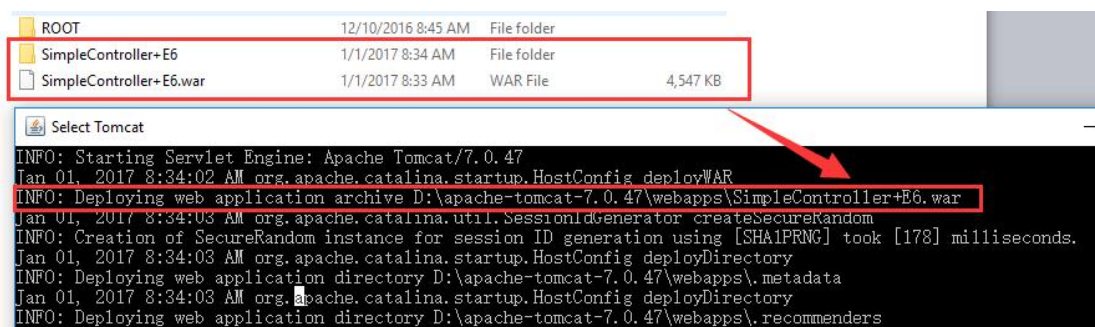 ROOT 12/10/2016 8:45 AM File folder
SimpleController+E6 1/1/2017 8:34 AM File folder
SimpleController+E6.war 1/1/2017 8:33 AM WAR File 4,547 KB
Select Tomcat
INFO: Starting Servlet Engine: Apache Tomcat/7.0.47
Jan 01, 2017 8:34:02 AM org.apache.catalina.startup.HostConfig deployWAR
INFO: Deploying web application archive D:\apache-tomcat-7.0.47\webapps\SimpleController+E6.war
Jan 01, 2017 8:34:03 AM org.apache.catalina.util.SessionIdGenerator createSecureRandom
INFO: Creation of SecureRandom instance for session ID generation using [SHA1PRNG] took [178] milliseconds.
Jan 01, 2017 8:34:03 AM org.apache.catalina.startup.HostConfig deployDirectory
INFO: Deploying web application directory D:\apache-tomcat-7.0.47\webapps\.metadata
Jan 01, 2017 8:34:03 AM org.apache.catalina.startup.HostConfig deployDirectory
INFO: Deploying web application directory D:\apache-tomcat-7.0.47\webapps\.recommenders